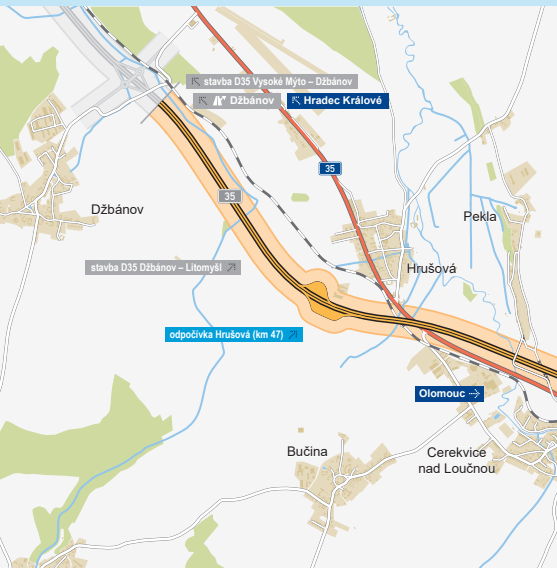 stavba D35 Vysoké Mýto – Džbánov
Džbánov
Hradec Králové
35
35
Džbánov
Pekla
stavba D35 Džbánov – Litomyšl
Hrušová
odpočívka Hrušová (km 47)
Olomouc
Bučina
Cerekvice
nad Loučnou